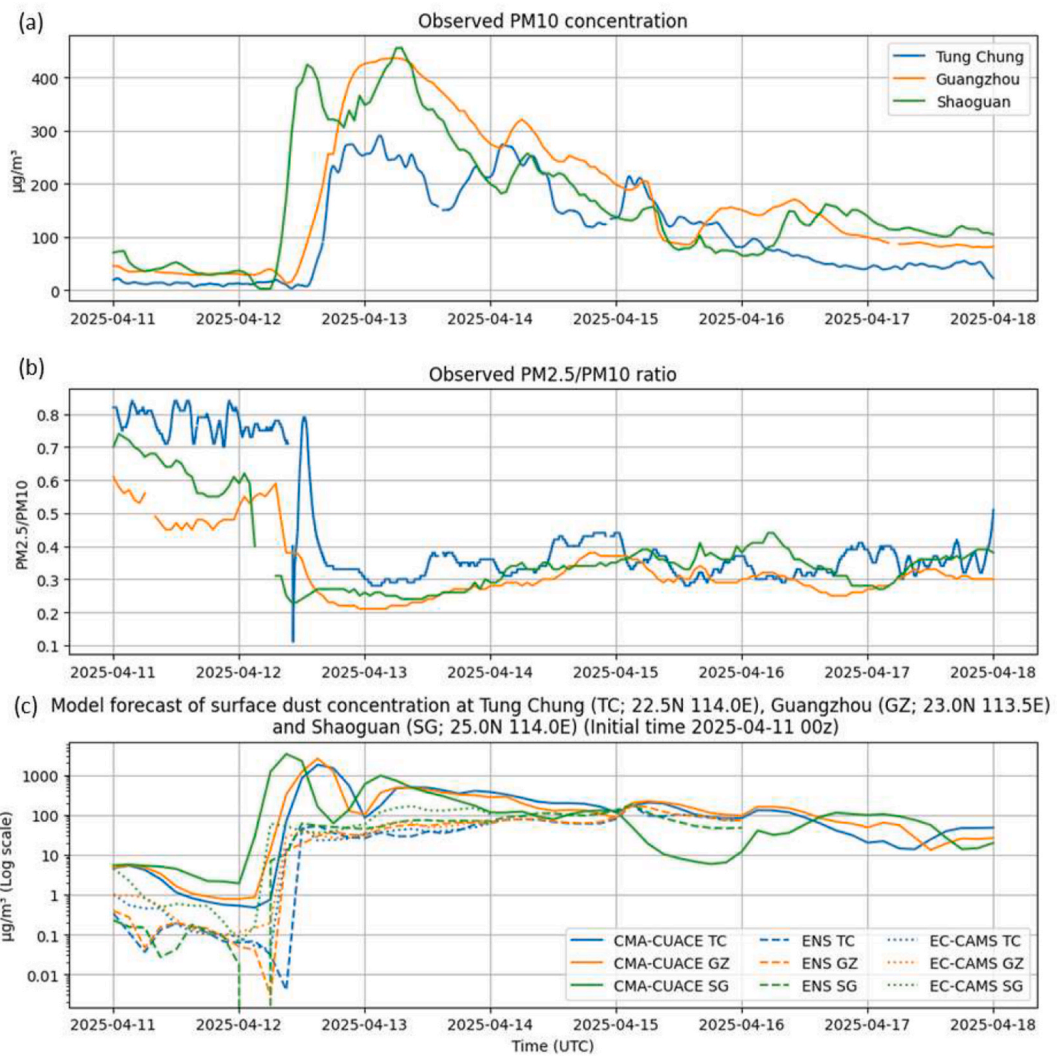 (a)
Observed PM10 concentration
400
300
200
100
0
µg/m³
Tung Chung
Guangzhou
Shaoguan
2025-04-11 2025-04-12 2025-04-13 2025-04-14 2025-04-15 2025-04-16 2025-04-17 2025-04-18
(b)
Observed PM2.5/PM10 ratio
0.8
0.7
0.6
0.5
0.4
0.3
0.2
0.1
PM2.5/PM10
2025-04-11 2025-04-12 2025-04-13 2025-04-14 2025-04-15 2025-04-16 2025-04-17 2025-04-18
(c) Model forecast of surface dust concentration at Tung Chung (TC; 22.5N 114.0E), Guangzhou (GZ; 23.0N 113.5E)
and Shaoguan (SG; 25.0N 114.0E) (Initial time 2025-04-11 00z)
1000
100
10
1
0.1
0.01
µg/m³ (Log scale)
CMA-CUACE TC ENS TC EC-CAMS TC
CMA-CUACE GZ ENS GZ EC-CAMS GZ
CMA-CUACE SG ENS SG EC-CAMS SG
2025-04-11 2025-04-12 2025-04-13 2025-04-14 2025-04-15 2025-04-16 2025-04-17 2025-04-18
Time (UTC)